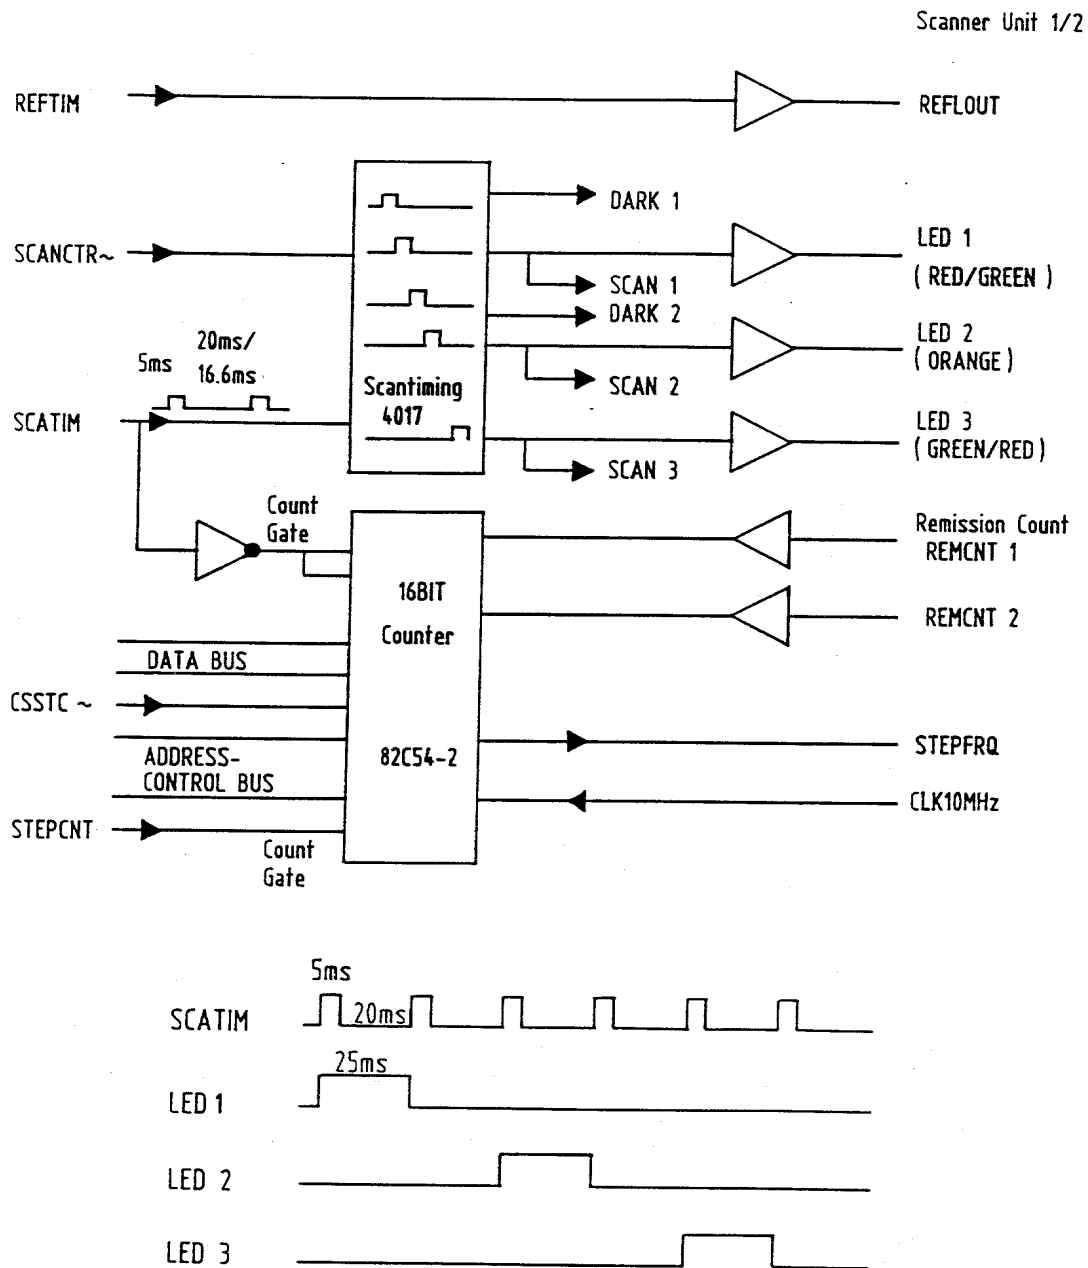 Scanner Unit 1/2
REFTIM
REFLOUT
DARK 1
SCANCTR~
LED 1
(RED/GREEN)
SCAN 1
DARK 2
5ms
20ms/
16.6ms
LED 2
(ORANGE)
SCAN 2
Scantiming
4017
SCATIM
LED 3
(GREEN/RED)
SCAN 3
Count
Gate
Remission Count
REMCNT 1
16BIT
Counter
REMCNT 2
DATA BUS
CSSTC ~
ADDRESS-
CONTROL BUS
82C54-2
STEPFRQ
CLK10MHz
STEPCNT
Count
Gate
5ms
SCATIM
20ms
25ms
LED 1
LED 2
LED 3